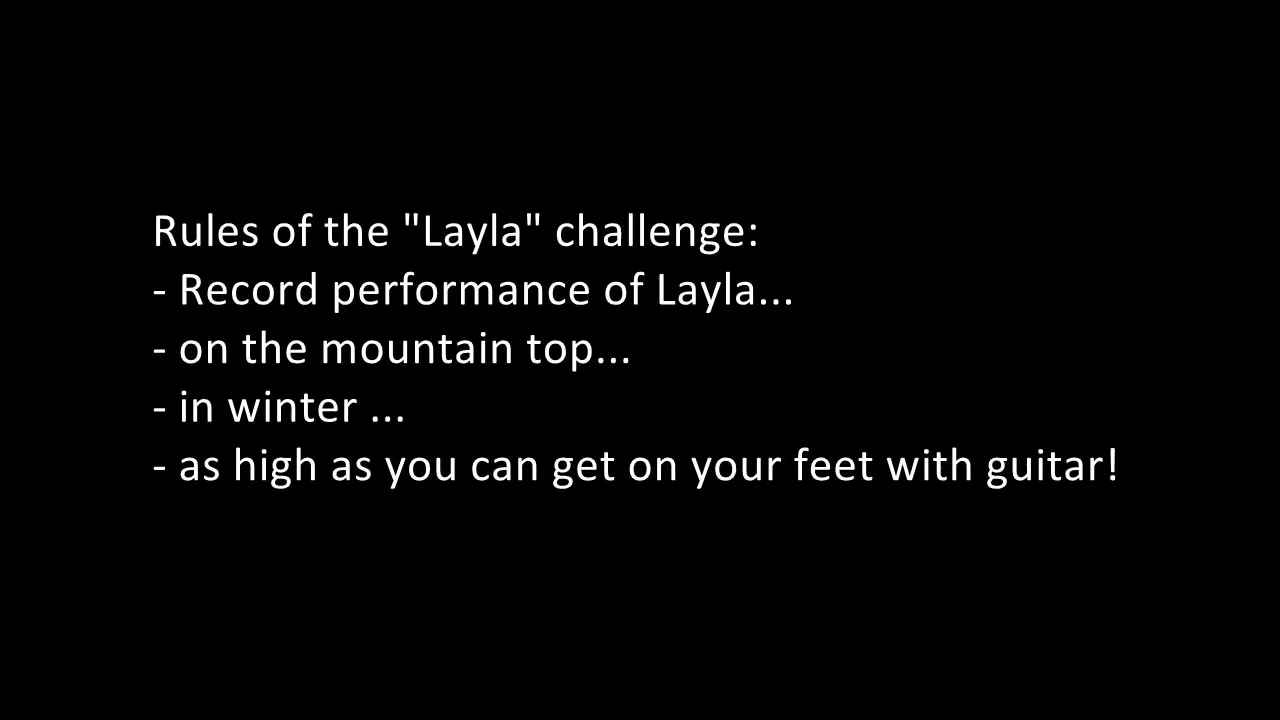 Rules of the "Layla" challenge:
- Record performance of Layla...
- on the mountain top...
- in winter ...
- as high as you can get on your feet with guitar!